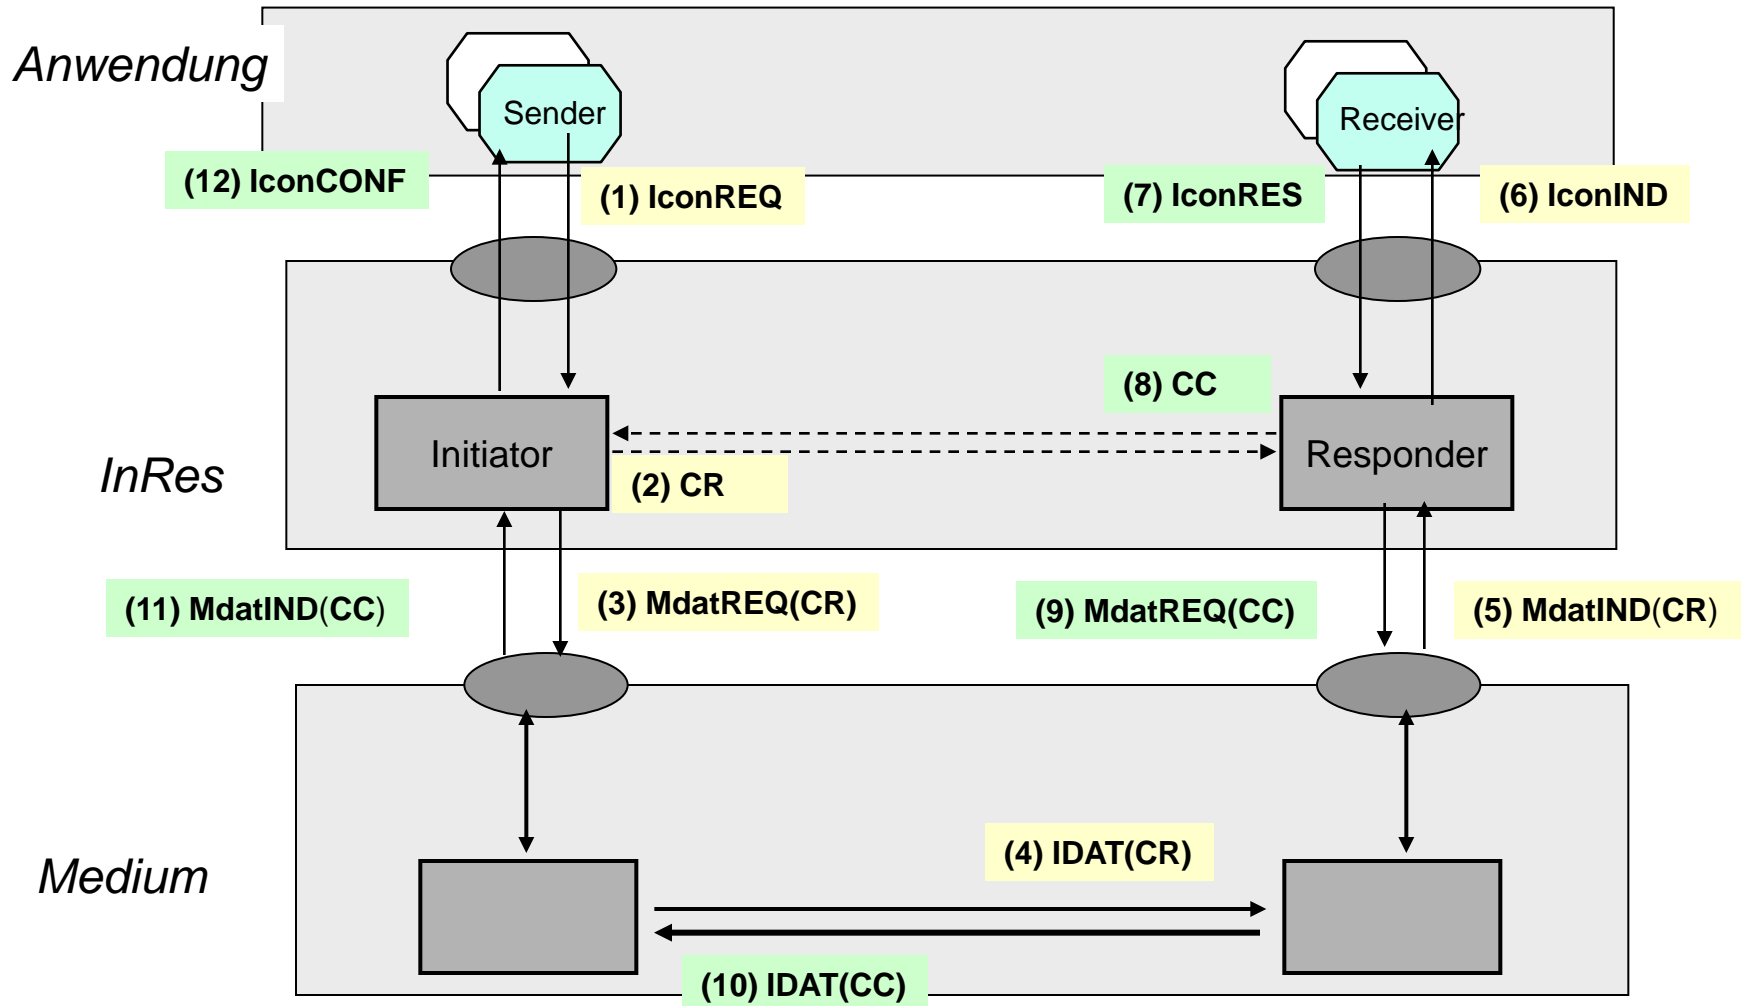 Anwendung
Sender
Receiver
(12) IconCONF
(1) IconREQ
(7) IconRES
(6) IconIND
(8) CC
Initiator
Responder
InRes
(2) CR
(11) MdatIND(CC)
(3) MdatREQ(CR)
(9) MdatREQ(CC)
(5) MdatIND(CR)
(4) IDAT(CR)
Medium
(10) IDAT(CC)